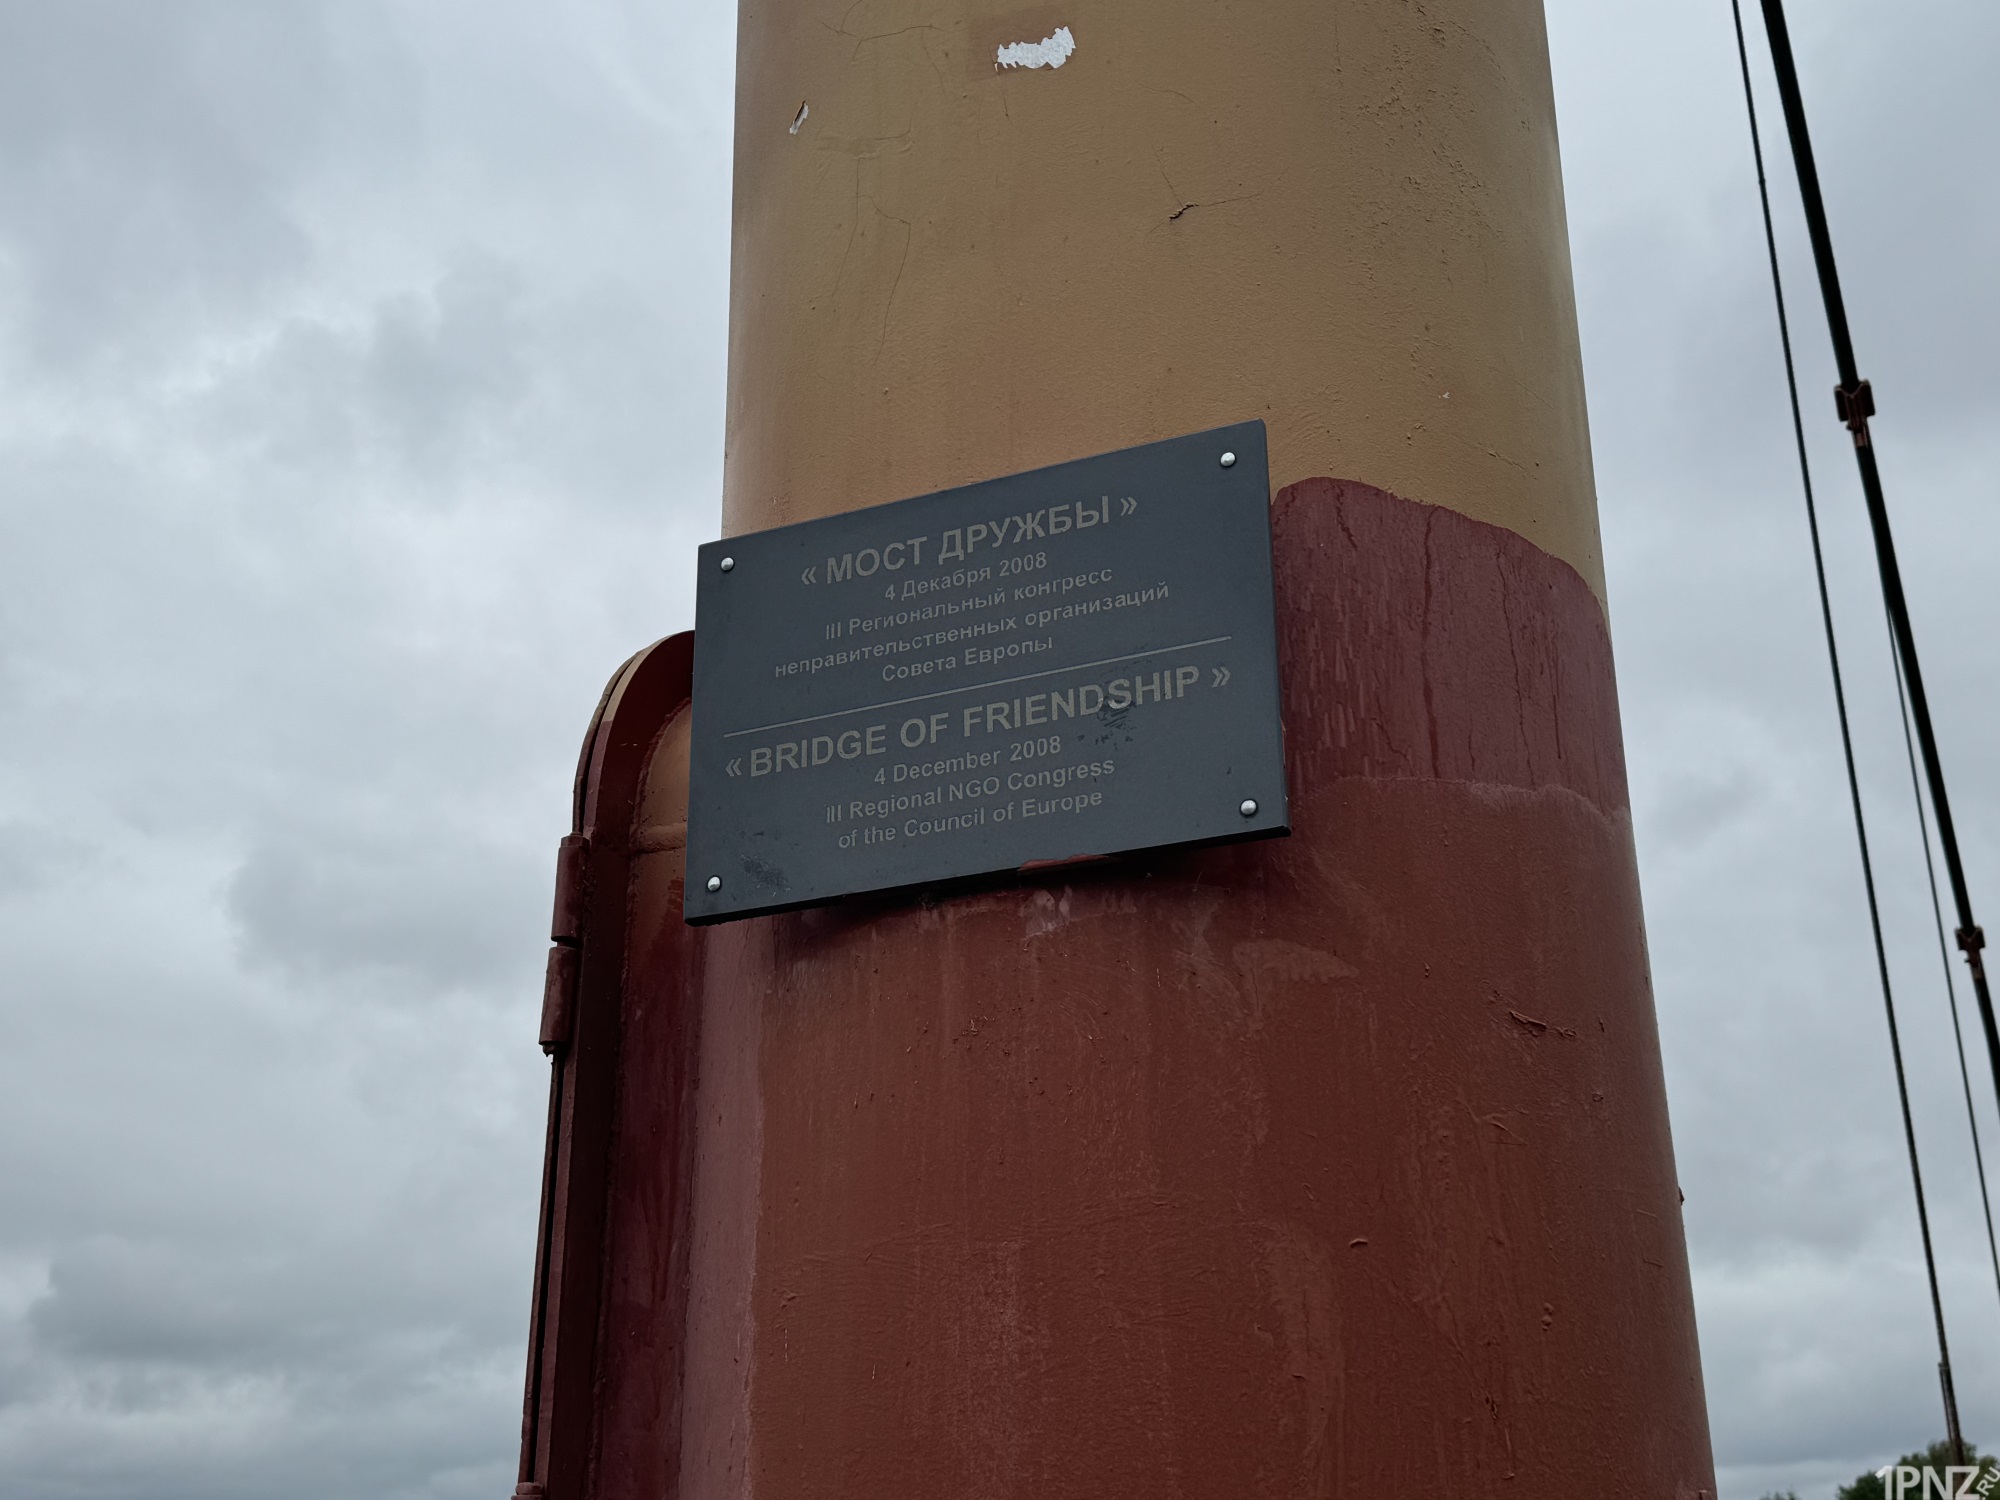 « МОСТ ДРУЖБЫ »
4 Декабря 2008
III Региональный конгресс
неправительственных организаций
Совета Европы
« BRIDGE OF FRIENDSHIP »
4 December 2008
III Regional NGO Congress
of the Council of Europe
1PNZ.RU